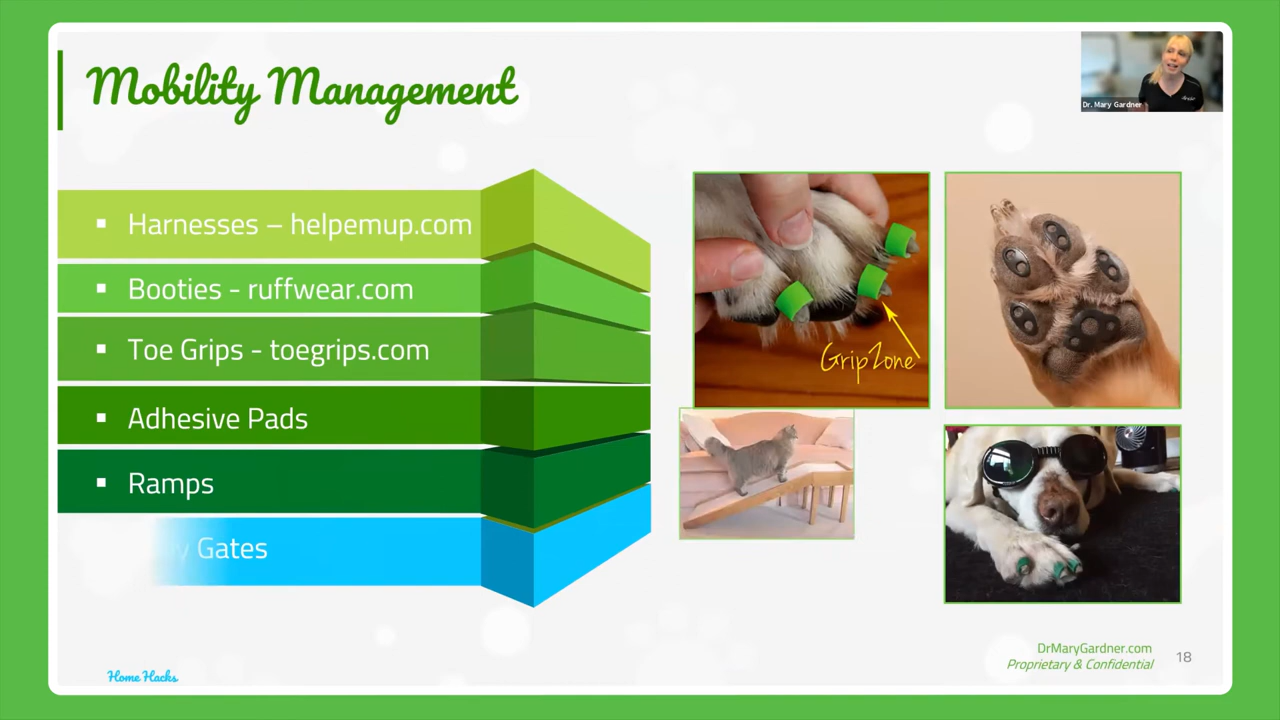 Mobility Management
Dr. Mary Gardner
▪ Harnesses – helpemup.com
▪ Booties - ruffwear.com
▪ Toe Grips - toegrips.com
▪ Adhesive Pads
▪ Ramps
Gates
GripZone
Home Hacks
DrMaryGardner.com
Proprietary & Confidential
18